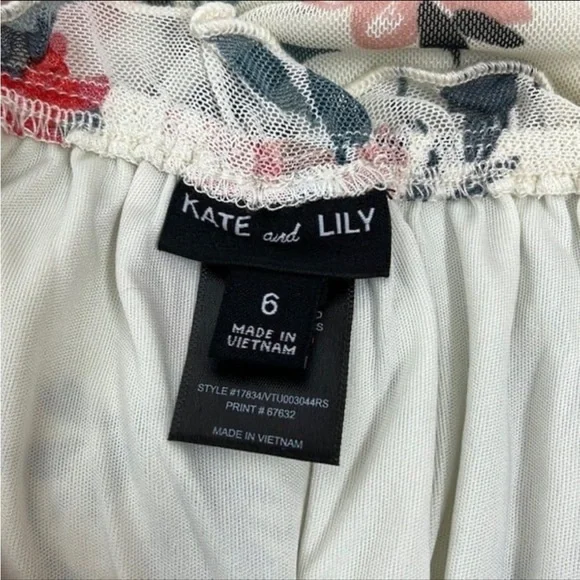 KATE and LILY
6
MADE IN
VIETNAM
STYLE #17834/VTU003044RS
PRINT # 67632
MADE IN VIETNAM